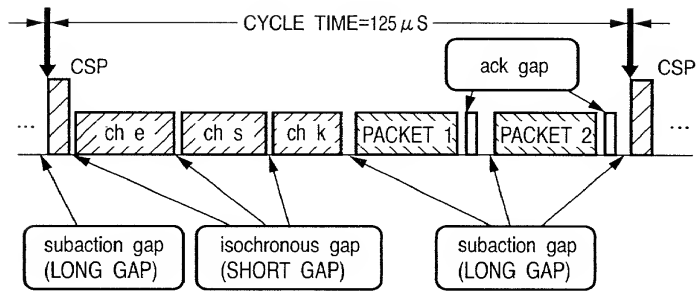 CYCLE TIME=125μS
CSP
CSP
ack gap
...
ch e
ch s
ch k
PACKET 1
PACKET 2
...
subaction gap
(LONG GAP)
isochronous gap
(SHORT GAP)
subaction gap
(LONG GAP)